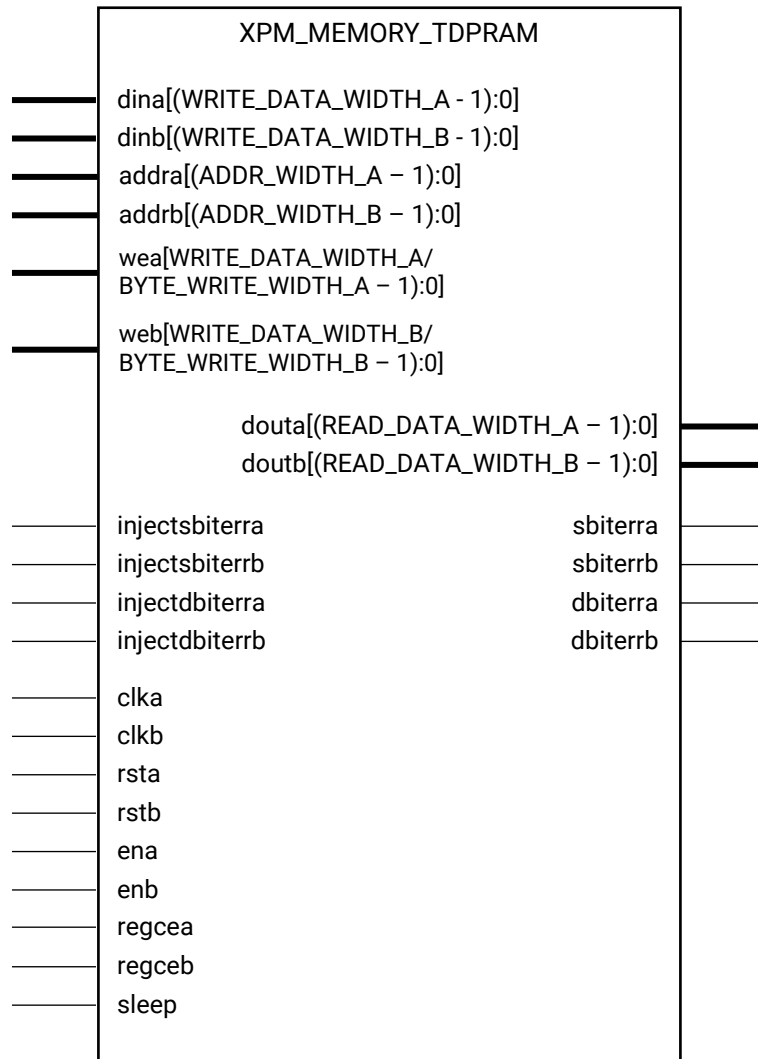 XPM_MEMORY_TDPRAM
dina[(WRITE_DATA_WIDTH_A - 1):0]
dinb[(WRITE_DATA_WIDTH_B - 1):0]
addra[(ADDR_WIDTH_A – 1):0]
addrb[(ADDR_WIDTH_B – 1):0]
wea[WRITE_DATA_WIDTH_A/
BYTE_WRITE_WIDTH_A – 1):0]
web[WRITE_DATA_WIDTH_B/
BYTE_WRITE_WIDTH_B – 1):0]
douta[(READ_DATA_WIDTH_A – 1):0]
doutb[(READ_DATA_WIDTH_B – 1):0]
injectsbiterra sbiterra
injectsbiterrb sbiterrb
injectdbiterra dbiterra
injectdbiterrb dbiterrb
clka
clkb
rsta
rstb
ena
enb
regcea
regceb
sleep